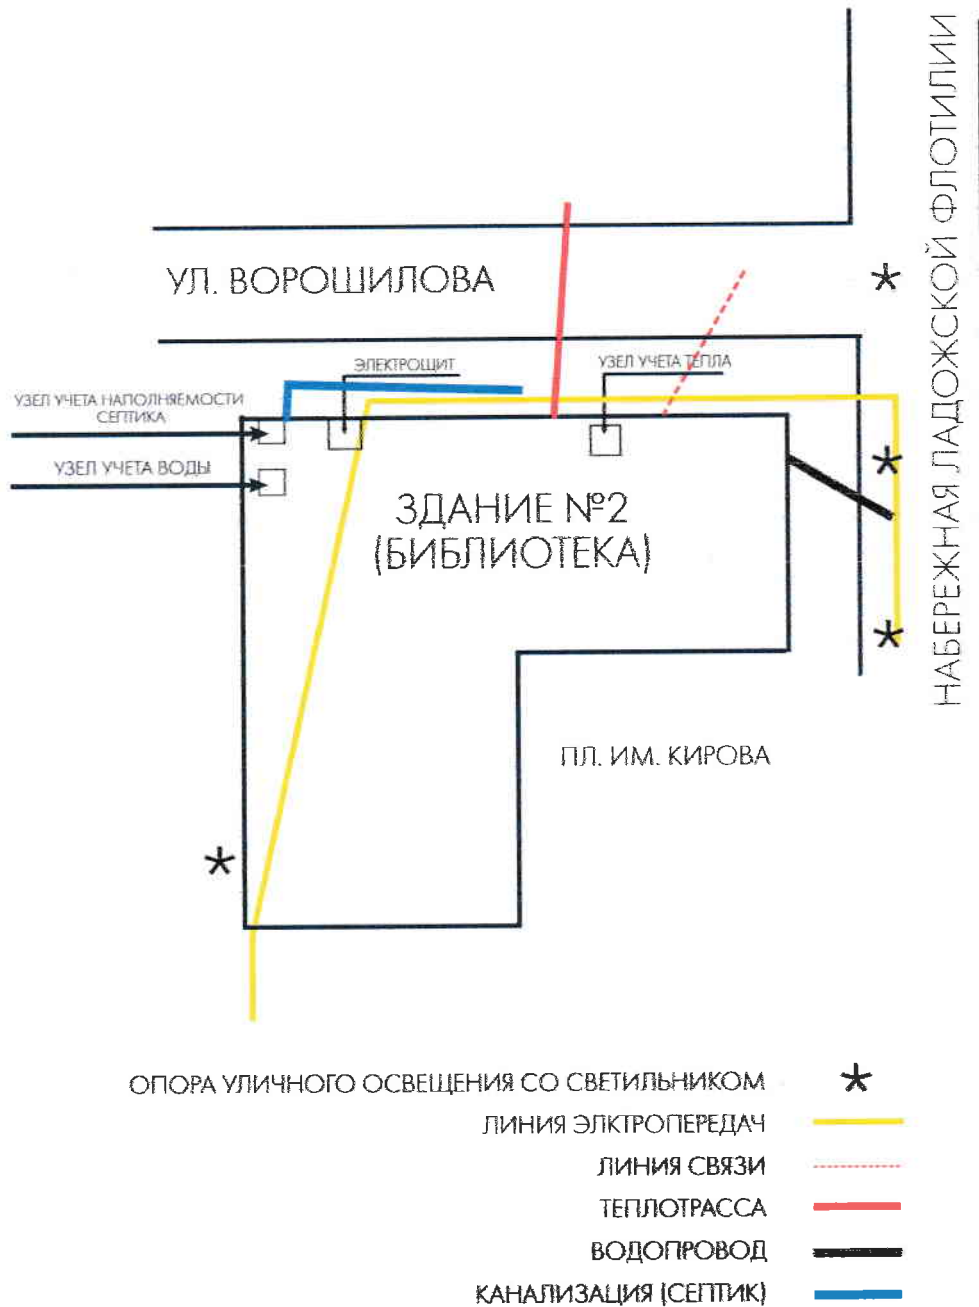 НАБЕРЕЖНАЯ ЛАДОЖСКОЙ ФЛОТИЛИИ
УЛ. ВОРОШИЛОВА
ЭЛЕКТРОЩИТ
УЗЕЛ УЧЕТА ТЕПЛА
УЗЕЛ УЧЕТА НАПОЛНЯЕМОСТИ
СЕПТИКА
УЗЕЛ УЧЕТА ВОДЫ
ЗДАНИЕ №2
(БИБЛИОТЕКА)
ПЛ. ИМ. КИРОВА
ОПОРА УЛИЧНОГО ОСВЕЩЕНИЯ СО СВЕТИЛЬНИКОМ
ЛИНИЯ ЭЛКТРОПЕРЕДАЧ
ЛИНИЯ СВЯЗИ
ТЕПЛОТРАССА
ВОДОПРОВОД
КАНАЛИЗАЦИЯ (СЕПТИК)